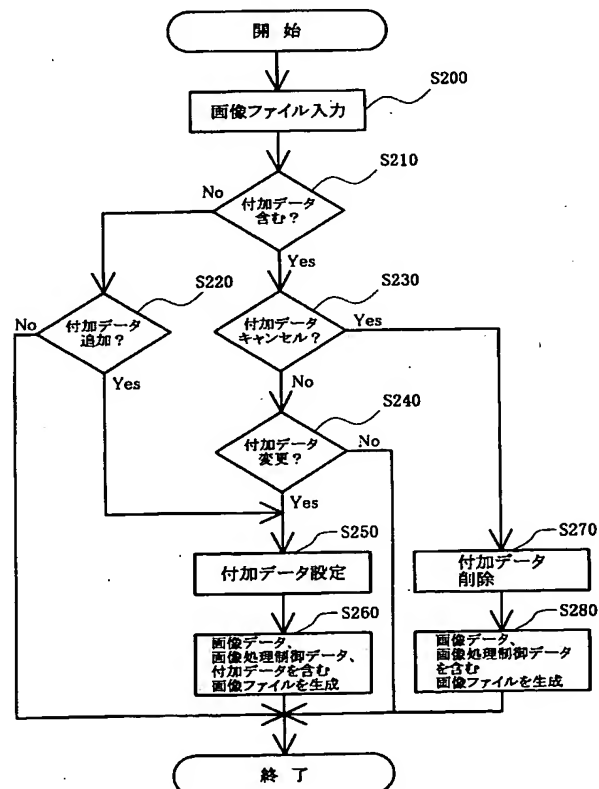 開始
S200
画像ファイル入力
S210
付加データ
含む？
No
Yes
S220
付加データ
追加？
No
Yes
S230
付加データ
キャンセル？
Yes
No
S240
付加データ
変更？
No
Yes
S250
付加データ設定
S270
付加データ
削除
S260
画像データ、
画像処理制御データ、
付加データを含む
画像ファイルを生成
S280
画像データ、
画像処理制御データ
を含む
画像ファイルを生成
終了